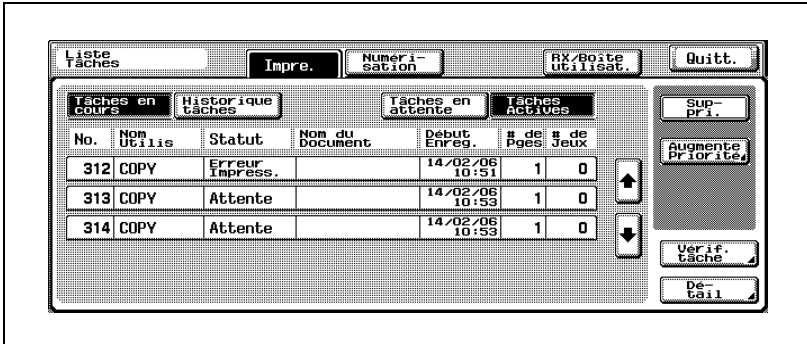 Liste
Tâches
Impre.
Numéri-
sation
RX/Boîte
utilisat.
Quitt.
Tâches en
cours
Historique
tâches
Tâches en
attente
Tâches
Actives
Sup-
pri.
No. Nom
Utilis Statut Nom du
Document Début
Enreg. # de
Pges # de
Jeux
Augmente
Priorité
312 COPY Erreur
Impress. 14/02/06
10:51 1 0
313 COPY Attente 14/02/06
10:53 1 0
314 COPY Attente 14/02/06
10:53 1 0
Vérif.
tâche
Dé-
tail